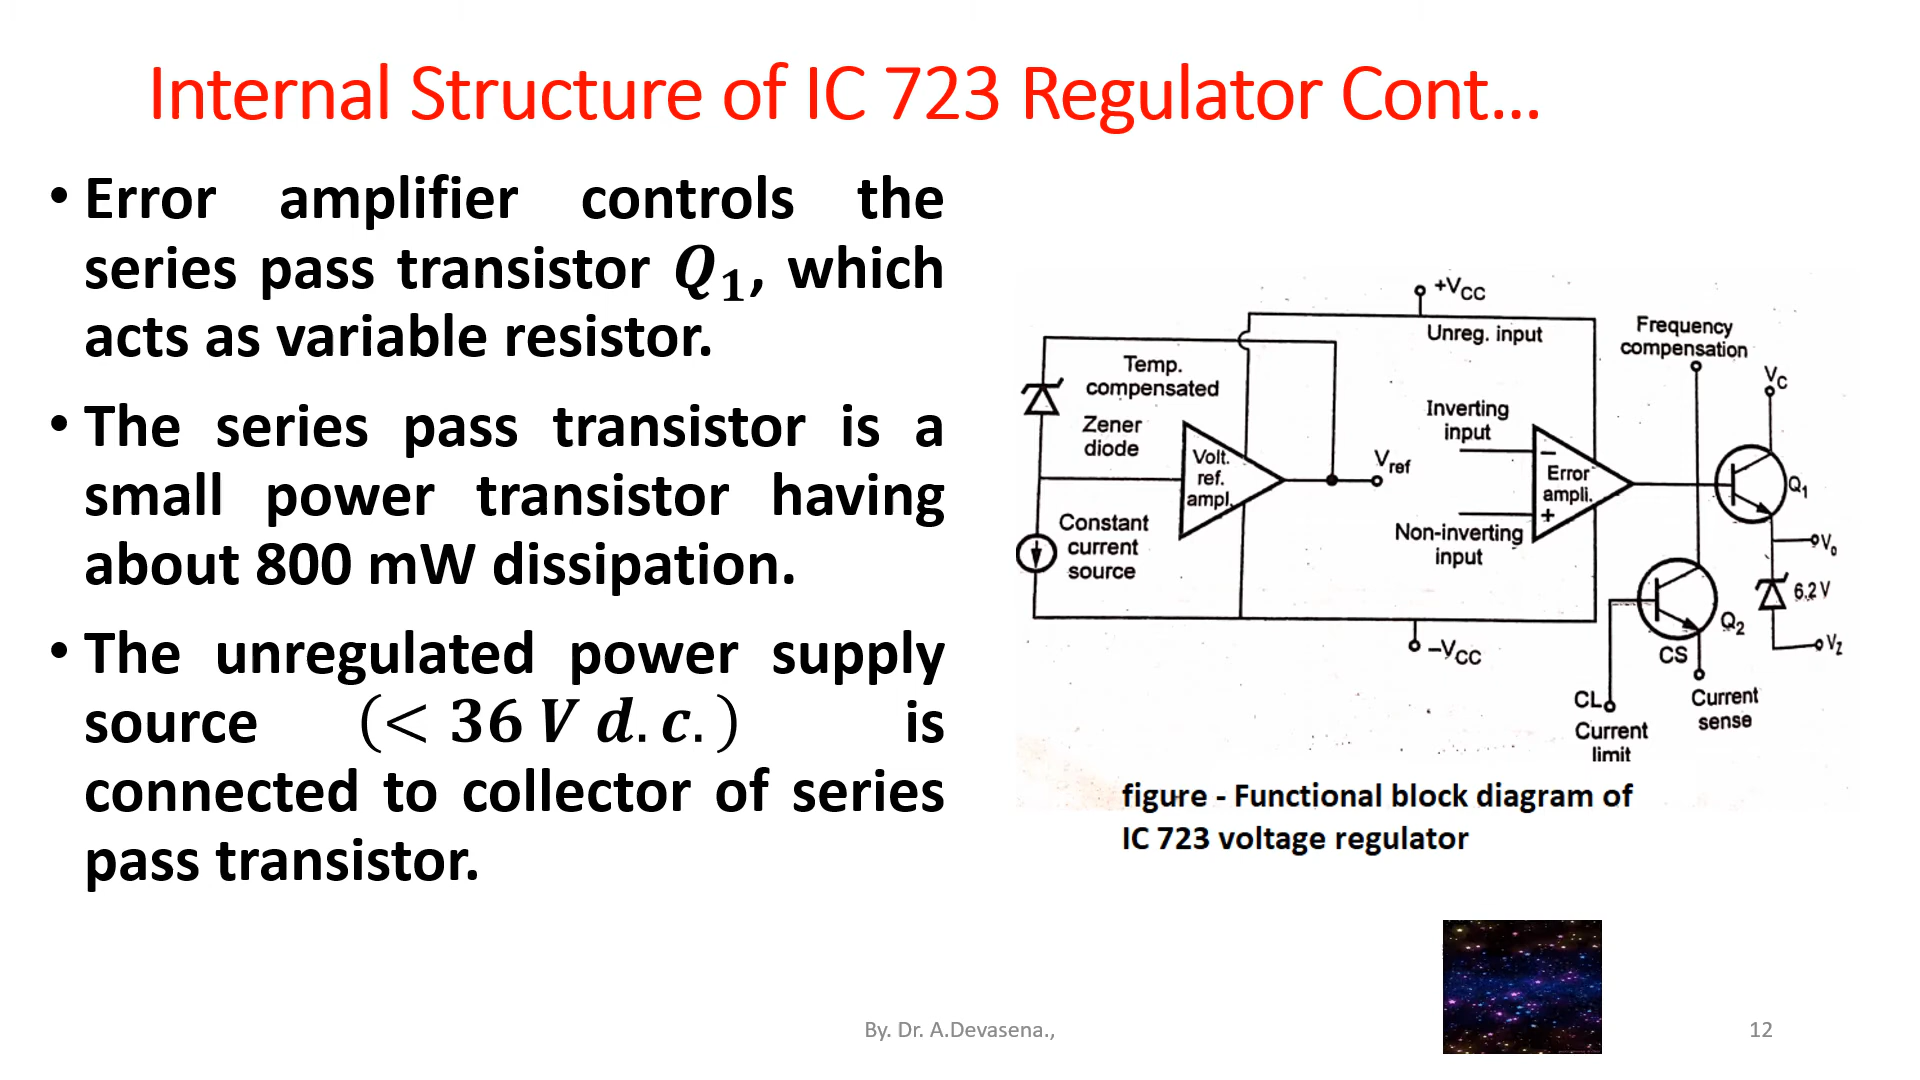 Internal Structure of IC 723 Regulator Cont…
• Error amplifier controls the
series pass transistor Q₁, which
acts as variable resistor.
• The series pass transistor is a
small power transistor having
about 800 mW dissipation.
• The unregulated power supply
source (< 36 V d.c.) is
connected to collector of series
pass transistor.
+VCC
Unreg. input
Frequency
compensation
VC
Temp.
compensated
Zener
diode
Volt.
ref.
ampl.
Vref
Inverting
input
−
Error
ampli.
+
Non-inverting
input
Q1
Vo
6.2 V
VZ
Constant
current
source
−VCC
Q2
CS
Current
sense
CL
Current
limit
figure - Functional block diagram of
IC 723 voltage regulator
By. Dr. A.Devasena.,
12